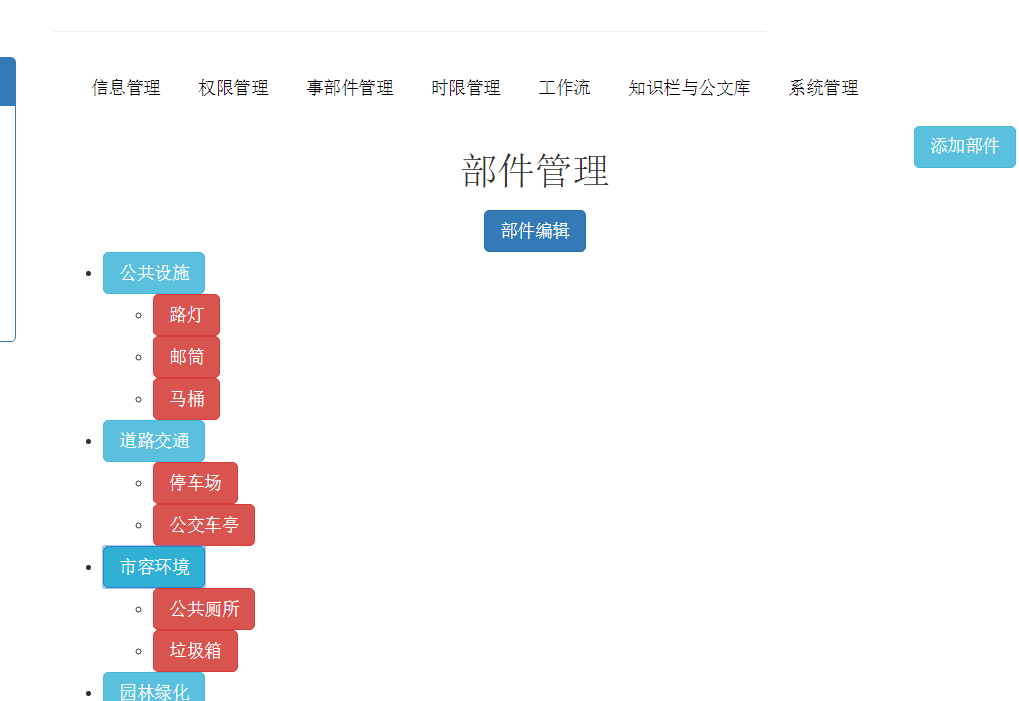 信息管理 权限管理 事部件管理 时限管理 工作流 知识栏与公文库 系统管理
添加部件
部件管理
部件编辑
公共设施
路灯
邮筒
马桶
道路交通
停车场
公交车亭
市容环境
公共厕所
垃圾箱
园林绿化